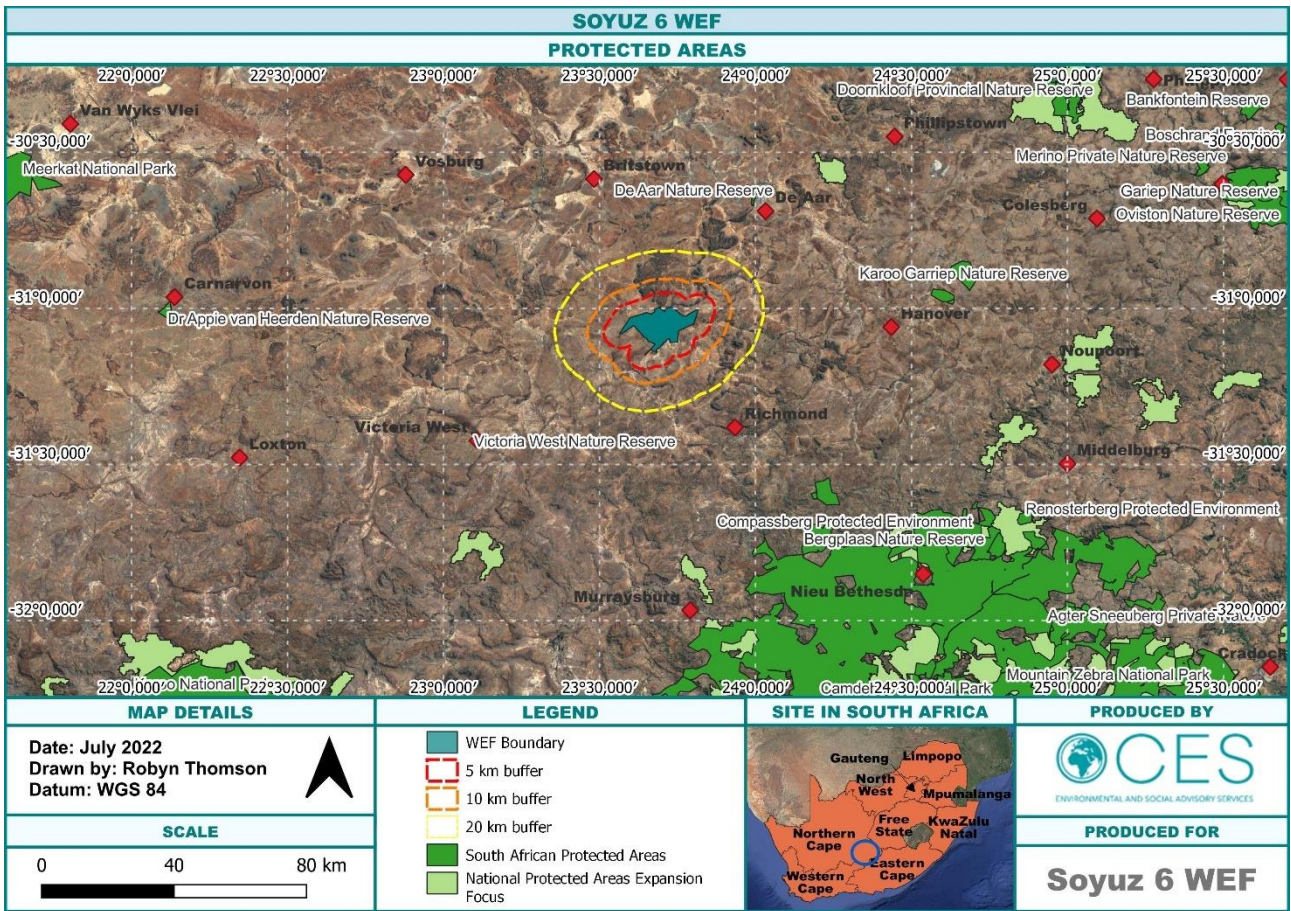 SOYUZ 6 WEF
PROTECTED AREAS
22°0,000′ 22°30,000′ 23°0,000′ 23°30,000′ 24°0,000′ 24°30,000′ 25°0,000′ 25°30,000′
Doornkloof Provincial Nature Reserve
Bankfontein Reserve
Van Wyks Vlei
Phillipstown
-30°30,000′ -30°30,000′
Merino Private Nature Reserve
Meerkat National Park
Vosburg
Britstown
De Aar Nature Reserve
De Aar
Gariep Nature Reserve
Colesberg
Oviston Nature Reserve
Karoo Garriep Nature Reserve
Carnarvon
-31°0,000′ -31°0,000′
Dr Appie van Heerden Nature Reserve
Hanover
Noupoort
Richmond
Victoria West
Victoria West Nature Reserve
Loxton
-31°30,000′ -31°30,000′
Middelburg
Renosterberg Protected Environment
Compassberg Protected Environment
Bergplaas Nature Reserve
Nieu Bethesda
Murraysburg
-32°0,000′ -32°0,000′
Agter Sneeuberg Private
Cradock
Mountain Zebra National Park
22°0,000′ 22°30,000′ 23°0,000′ 23°30,000′ 24°0,000′ 24°30,000′ 25°0,000′ 25°30,000′
MAP DETAILS
Date: July 2022
Drawn by: Robyn Thomson
Datum: WGS 84
SCALE
0 40 80 km
LEGEND
WEF Boundary
5 km buffer
10 km buffer
20 km buffer
South African Protected Areas
National Protected Areas Expansion
Focus
SITE IN SOUTH AFRICA
Limpopo
Gauteng
North
West
Mpumalanga
Free
State
KwaZulu
Natal
Northern
Cape
Eastern
Cape
Western
Cape
PRODUCED BY
CES
ENVIRONMENTAL AND SOCIAL ADVISORY SERVICES
PRODUCED FOR
Soyuz 6 WEF